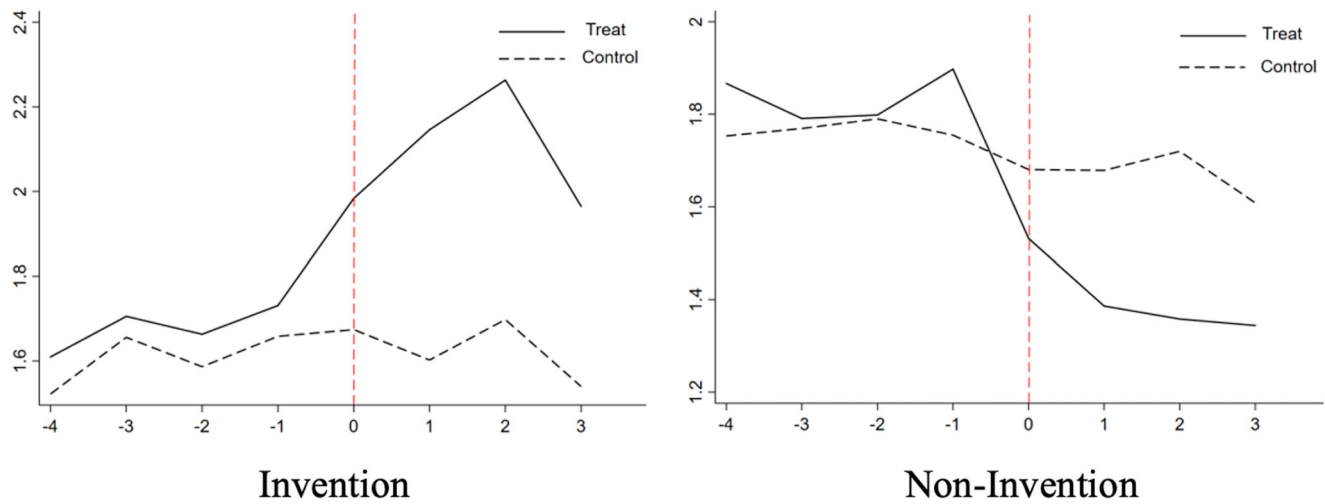 2.4
2.2
2
1.8
1.6
Treat
Control
-4 -3 -2 -1 0 1 2 3
Invention
2
1.8
1.6
1.4
1.2
Treat
Control
-4 -3 -2 -1 0 1 2 3
Non-Invention